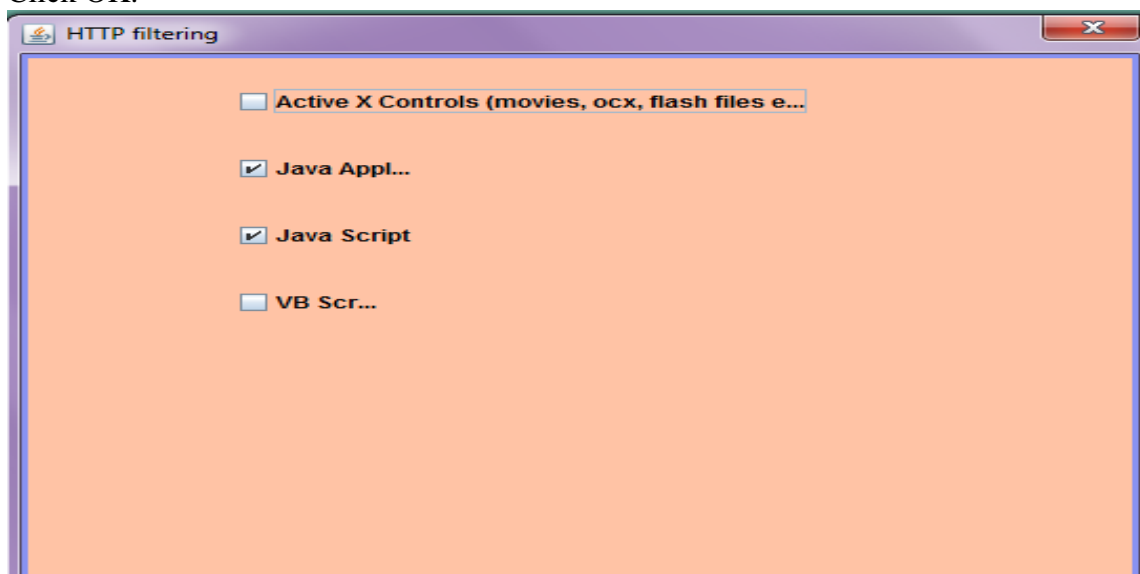 Click OK.
HTTP filtering
Active X Controls (movies, ocx, flash files e...
Java Appl...
Java Script
VB Scr...